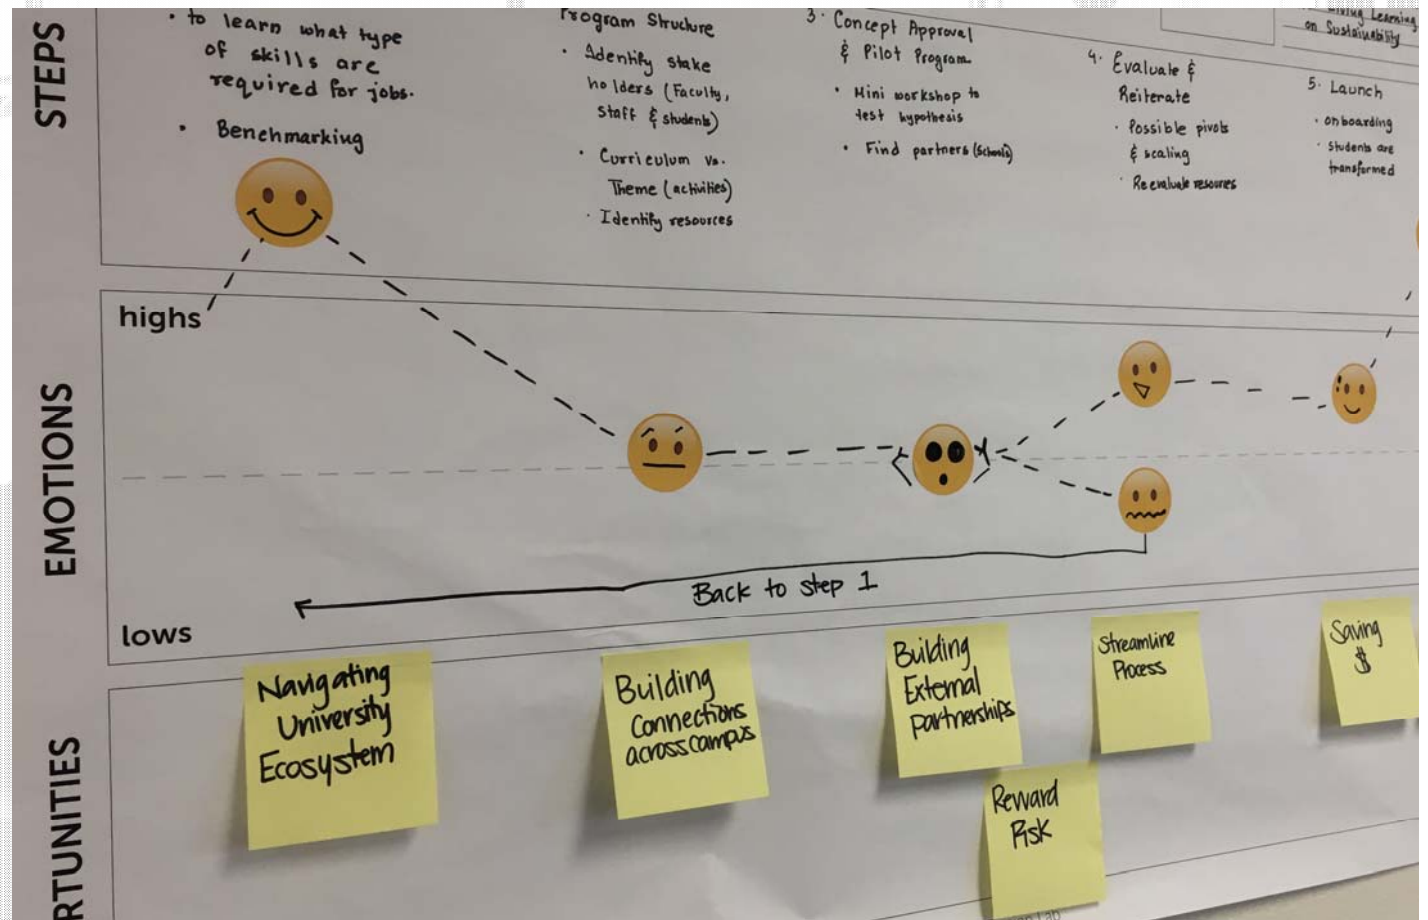 STEPS
• to learn what type
of skills are
required for jobs.
• Benchmarking
Program Structure
• Identify stake
holders (Faculty,
Staff & students)
• Curriculum vs.
Theme (activities)
• Identify resources
3. Concept Approval
& Pilot Program
• Mini workshop to
test hypothesis
• Find partners (schools)
4. Evaluate &
Reiterate
• Possible pivots
& scaling
• Reevaluate resources
Living Learning
on Sustainability
5. Launch
• onboarding
• Students are
transformed
EMOTIONS
highs
Back to step 1
lows
RTUNITIES
Navigating
University
Ecosystem
Building
Connections
across campus
Building
External
partnerships
Streamline
Process
Saving
$
Reward
Risk